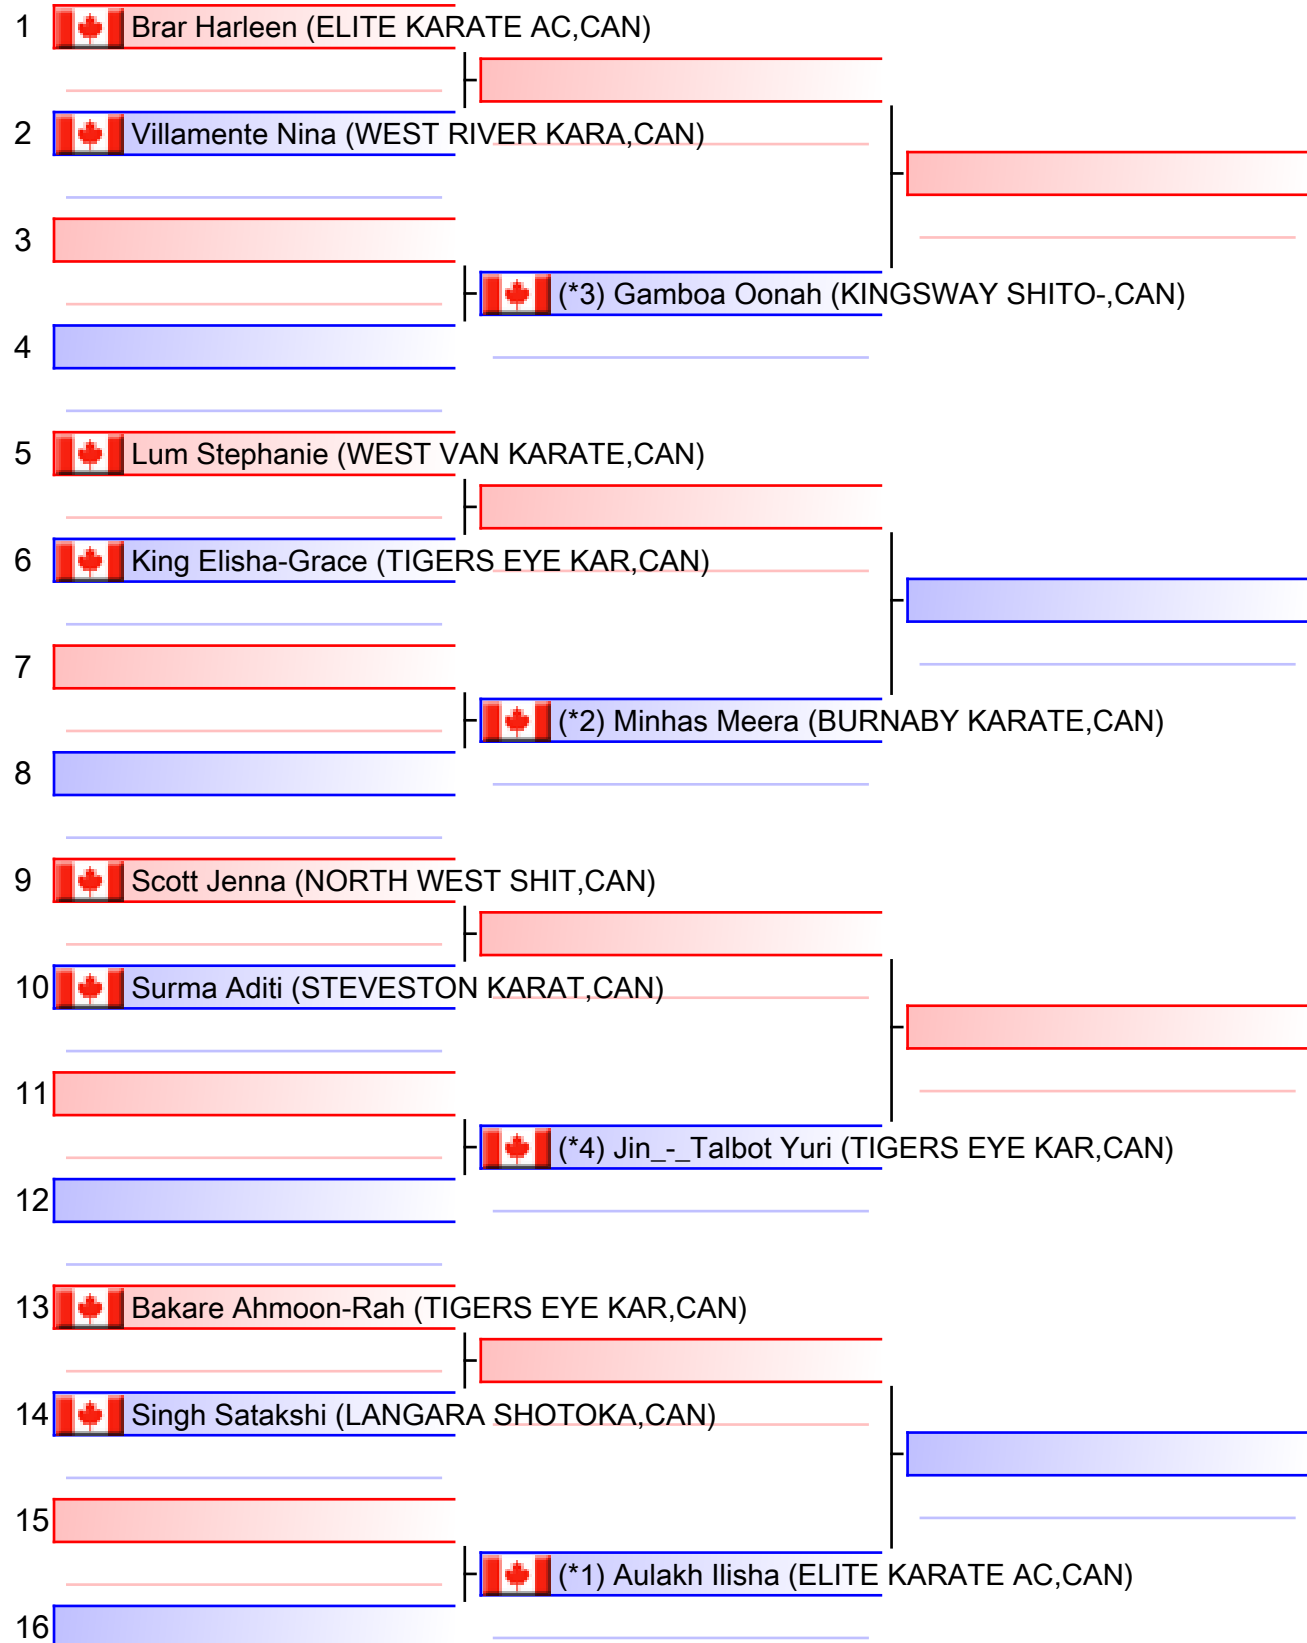 1 Brar Harleen (ELITE KARATE AC,CAN)
2 Villamente Nina (WEST RIVER KARA,CAN)
3
(*3) Gamboa Oonah (KINGSWAY SHITO-,CAN)
4
5 Lum Stephanie (WEST VAN KARATE,CAN)
6 King Elisha-Grace (TIGERS EYE KAR,CAN)
7
(*2) Minhas Meera (BURNABY KARATE,CAN)
8
9 Scott Jenna (NORTH WEST SHIT,CAN)
10 Surma Aditi (STEVESTON KARAT,CAN)
11
(*4) Jin_-_Talbot Yuri (TIGERS EYE KAR,CAN)
12
13 Bakare Ahmoon-Rah (TIGERS EYE KAR,CAN)
14 Singh Satakshi (LANGARA SHOTOKA,CAN)
15
(*1) Aulakh Ilisha (ELITE KARATE AC,CAN)
16